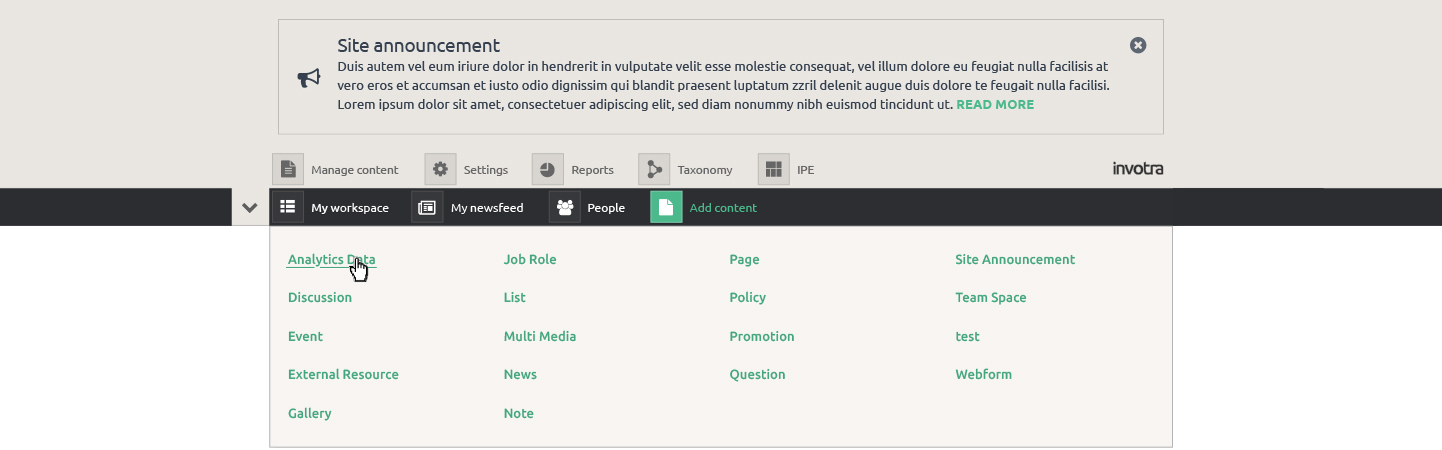 Site announcement
Duis autem vel eum iriure dolor in hendrerit in vulputate velit esse molestie consequat, vel illum dolore eu feugiat nulla facilisis at
vero eros et accumsan et iusto odio dignissim qui blandit praesent luptatum zzril delenit augue duis dolore te feugait nulla facilisi.
Lorem ipsum dolor sit amet, consectetuer adipiscing elit, sed diam nonummy nibh euismod tincidunt ut. READ MORE
Manage content Settings Reports Taxonomy IPE invotra
My workspace My newsfeed People Add content
Analytics Data Job Role Page Site Announcement
Discussion List Policy Team Space
Event Multi Media Promotion test
External Resource News Question Webform
Gallery Note